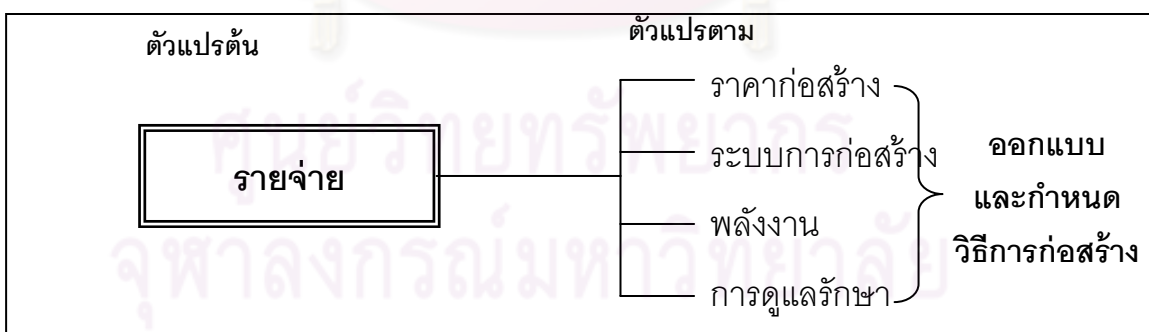 ตัวแปรต้น
ตัวแปรตาม
รายจ่าย
ราคาก่อสร้าง
ระบบการก่อสร้าง
พลังงาน
การดูแลรักษา
ออกแบบ
และกำหนด
วิธีการก่อสร้าง
ศูนย์วิทยทรัพยากร
จุฬาลงกรณ์มหาวิทยาลัย